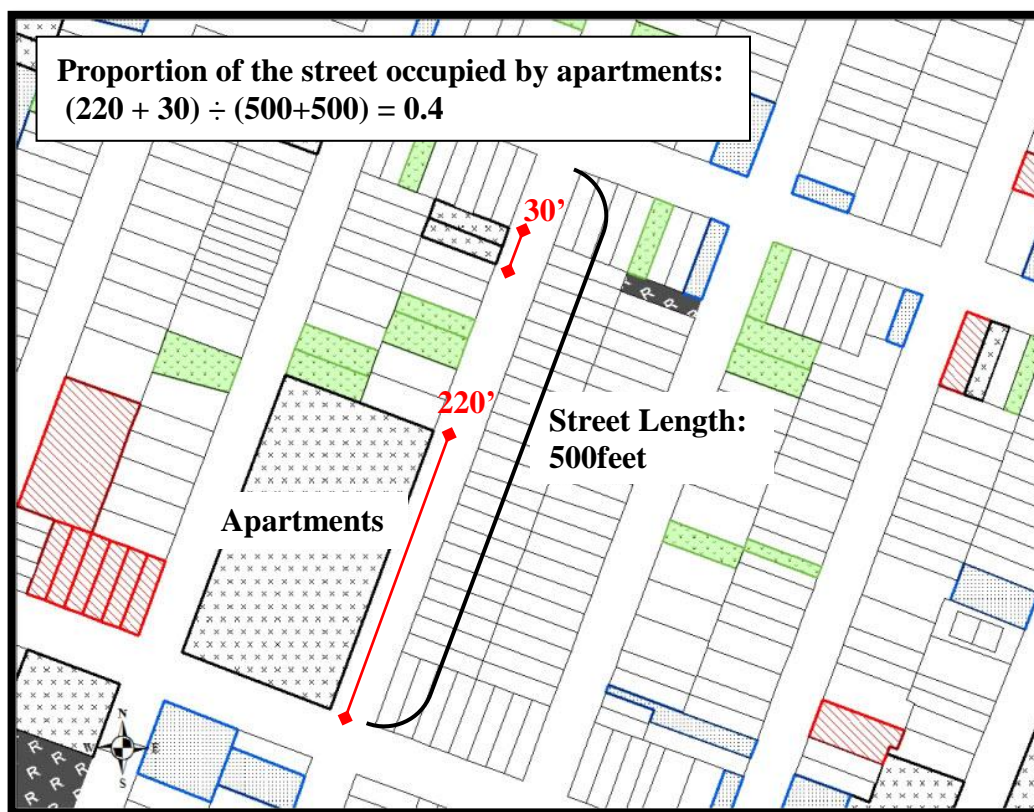 Proportion of the street occupied by apartments:
(220 + 30) ÷ (500+500) = 0.4
30’
220’
Street Length:
500feet
Apartments
R R R R
N
W E
S
R R
R R R
R R